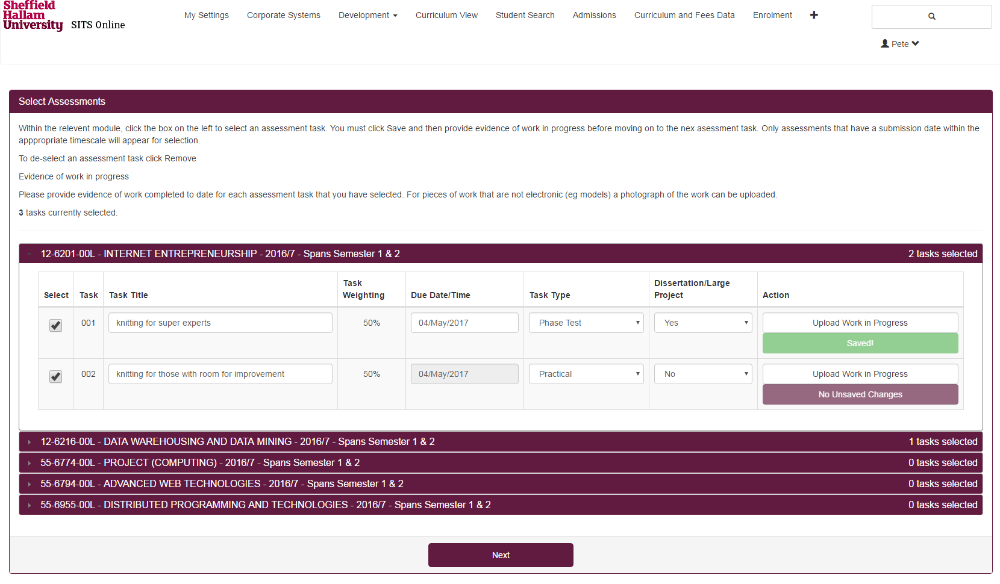 Sheffield
Hallam
University
SITS Online
My Settings
Corporate Systems
Development
Curriculum View
Student Search
Admissions
Curriculum and Fees Data
Enrolment
Pete
Select Assessments
Within the relevent module, click the box on the left to select an assessment task. You must click Save and then provide evidence of work in progress before moving on to the nex asessment task. Only assessments that have a submission date within the
apppropriate timescale will appear for selection.
To de-select an assessment task click Remove
Evidence of work in progress
Please provide evidence of work completed to date for each assessment task that you have selected. For pieces of work that are not electronic (eg models) a photograph of the work can be uploaded.
3 tasks currently selected.
12-6201-00L - INTERNET ENTREPRENEURSHIP - 2016/7 - Spans Semester 1 & 2 2 tasks selected
Select Task Task Title Task Weighting Due Date/Time Task Type Dissertation/Large Project Action
001 knitting for super experts 50% 04/May/2017 Phase Test Yes Upload Work in Progress
Saved!
002 knitting for those with room for improvement 50% 04/May/2017 Practical No Upload Work in Progress
No Unsaved Changes
12-6216-00L - DATA WAREHOUSING AND DATA MINING - 2016/7 - Spans Semester 1 & 2 1 tasks selected
55-6774-00L - PROJECT (COMPUTING) - 2016/7 - Spans Semester 1 & 2 0 tasks selected
55-6794-00L - ADVANCED WEB TECHNOLOGIES - 2016/7 - Spans Semester 1 & 2 0 tasks selected
55-6955-00L - DISTRIBUTED PROGRAMMING AND TECHNOLOGIES - 2016/7 - Spans Semester 1 & 2 0 tasks selected
Next